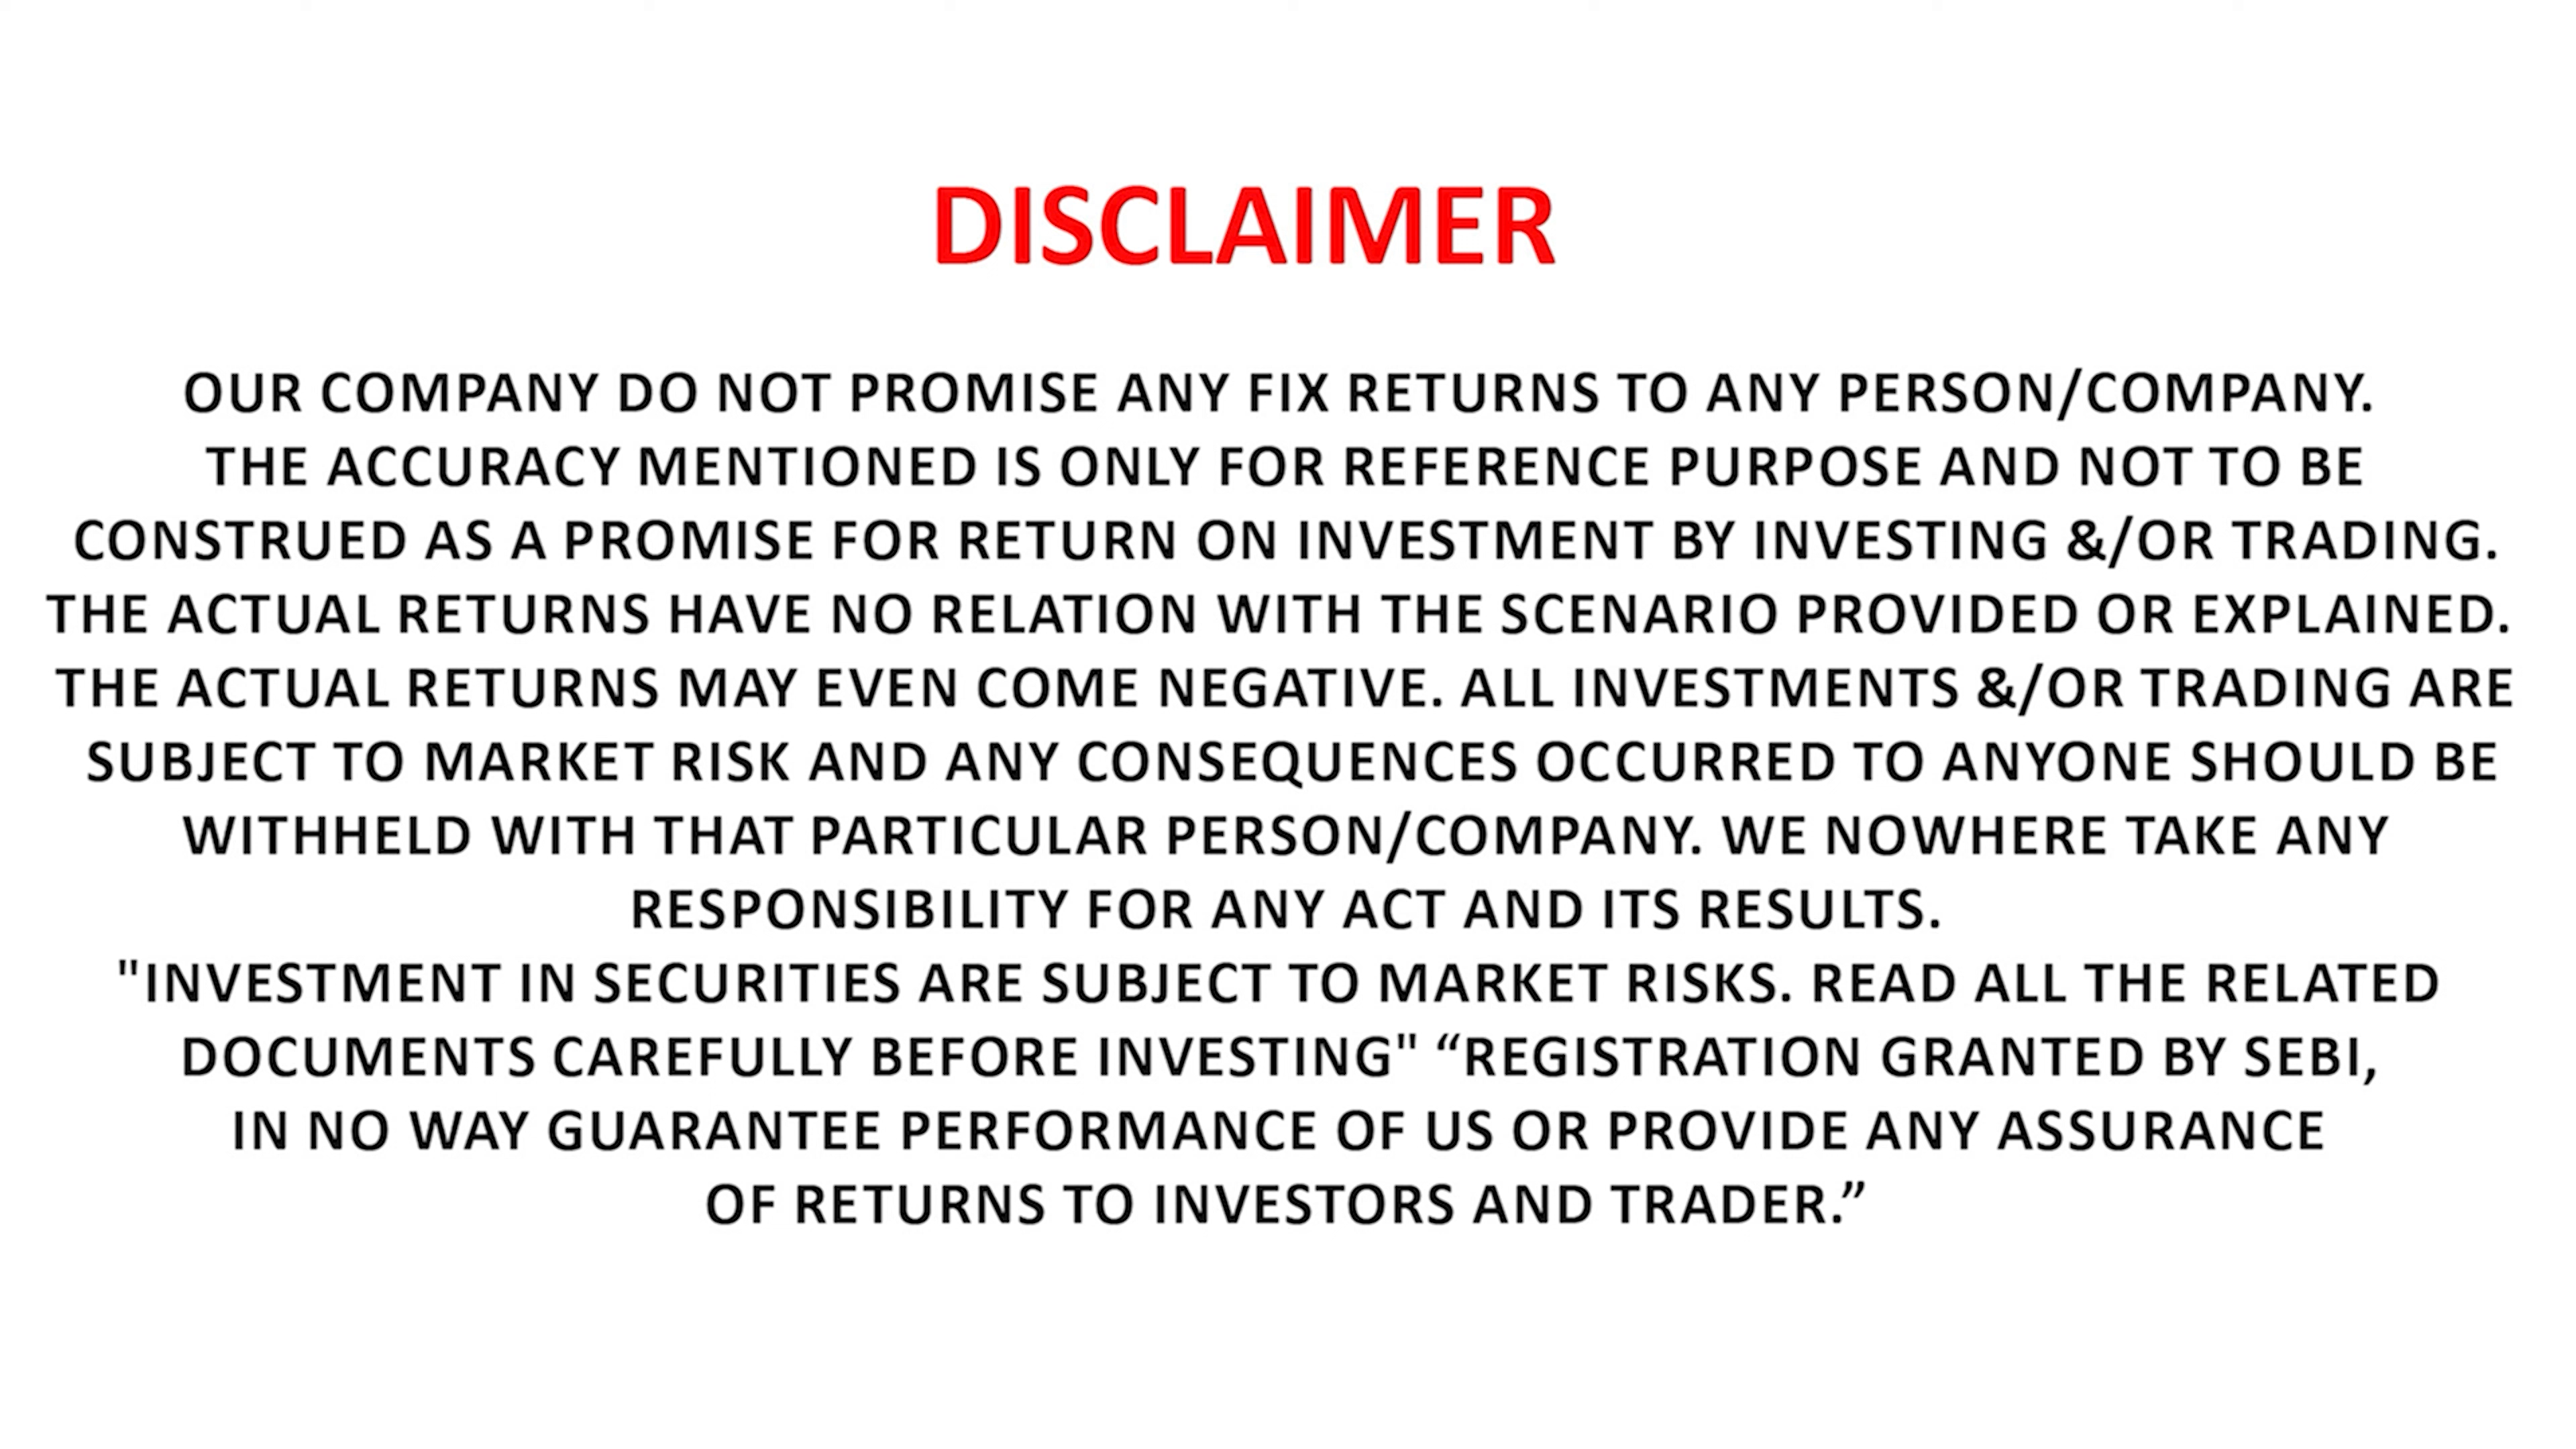 DISCLAIMER
OUR COMPANY DO NOT PROMISE ANY FIX RETURNS TO ANY PERSON/COMPANY.
THE ACCURACY MENTIONED IS ONLY FOR REFERENCE PURPOSE AND NOT TO BE
CONSTRUED AS A PROMISE FOR RETURN ON INVESTMENT BY INVESTING &/OR TRADING.
THE ACTUAL RETURNS HAVE NO RELATION WITH THE SCENARIO PROVIDED OR EXPLAINED.
THE ACTUAL RETURNS MAY EVEN COME NEGATIVE. ALL INVESTMENTS &/OR TRADING ARE
SUBJECT TO MARKET RISK AND ANY CONSEQUENCES OCCURRED TO ANYONE SHOULD BE
WITHHELD WITH THAT PARTICULAR PERSON/COMPANY. WE NOWHERE TAKE ANY
RESPONSIBILITY FOR ANY ACT AND ITS RESULTS.
"INVESTMENT IN SECURITIES ARE SUBJECT TO MARKET RISKS. READ ALL THE RELATED
DOCUMENTS CAREFULLY BEFORE INVESTING" “REGISTRATION GRANTED BY SEBI,
IN NO WAY GUARANTEE PERFORMANCE OF US OR PROVIDE ANY ASSURANCE
OF RETURNS TO INVESTORS AND TRADER.”